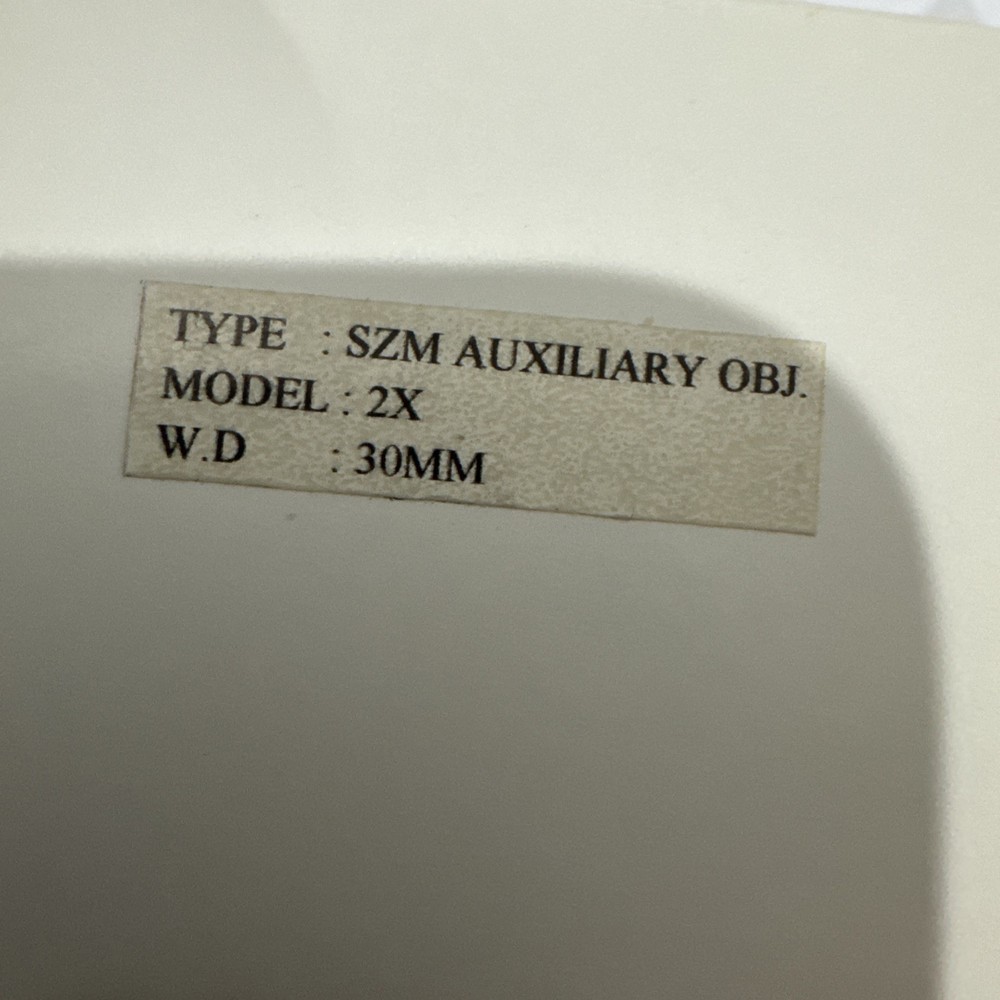 TYPE : SZM AUXILIARY OBJ.
MODEL : 2X
W.D : 30MM